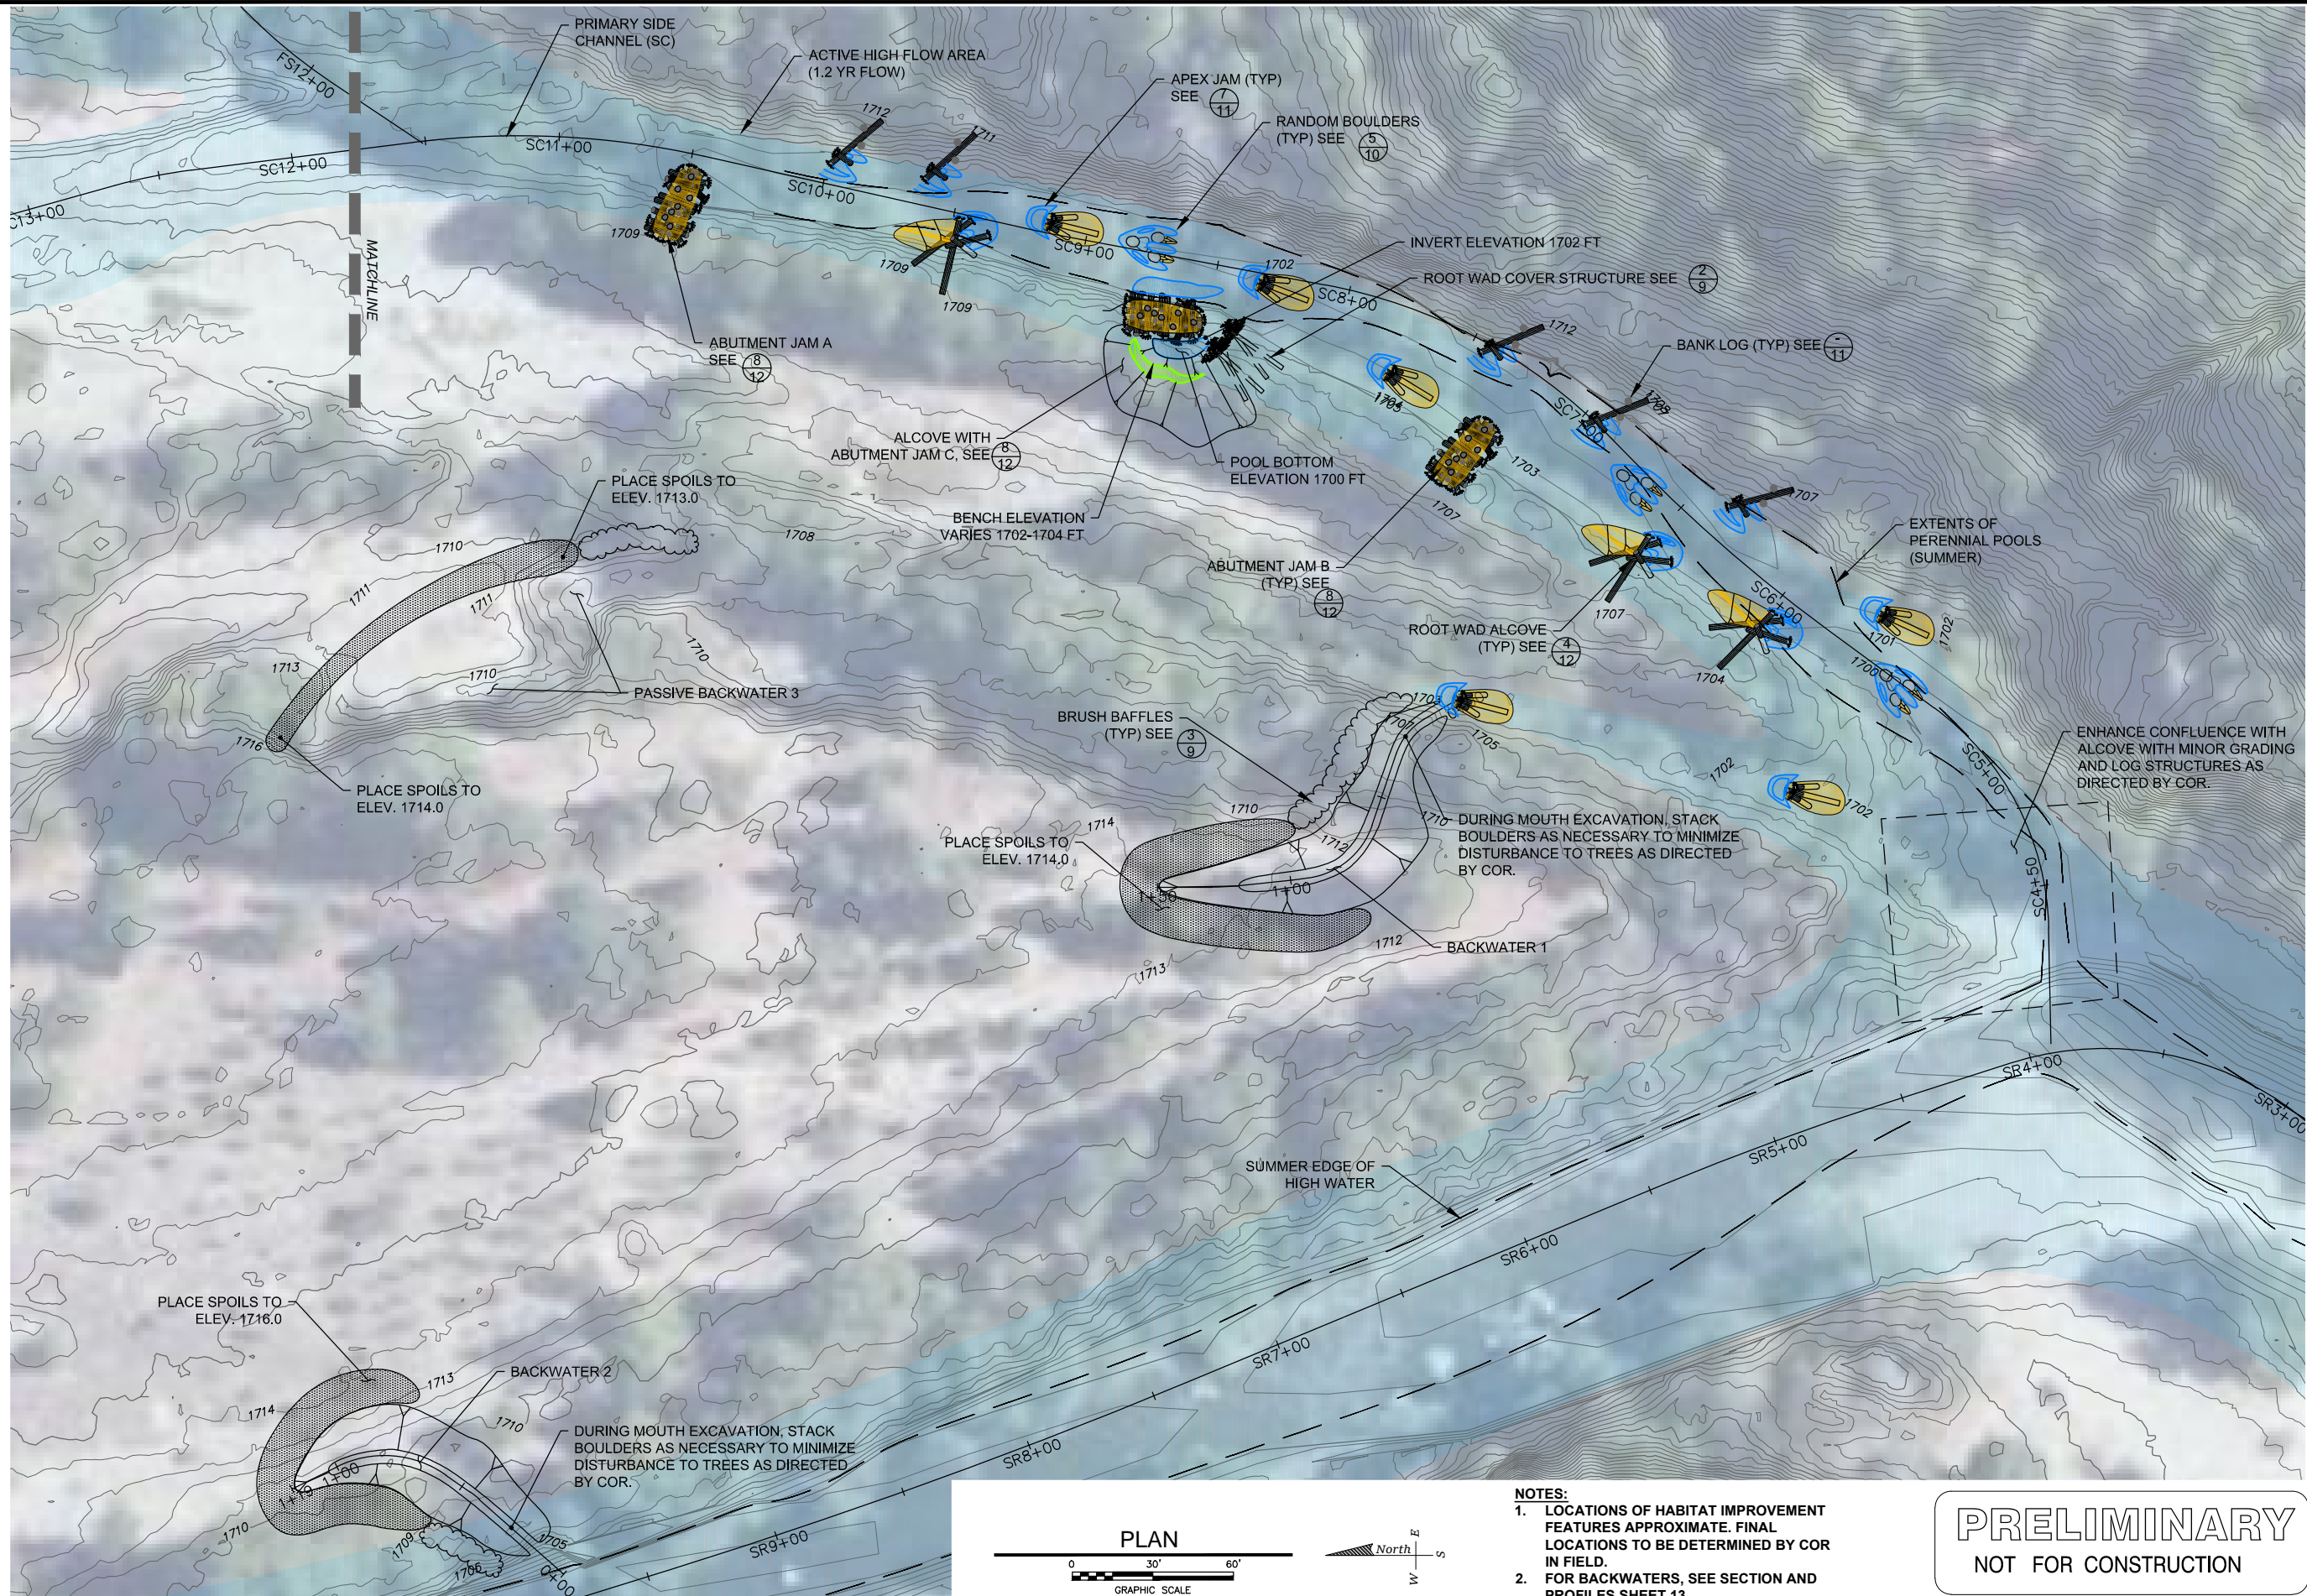 PRIMARY SIDE
CHANNEL (SC)
ACTIVE HIGH FLOW AREA
(1.2 YR FLOW)
APEX JAM (TYP)
SEE 7
11
RANDOM BOULDERS
(TYP) SEE 5
10
FS12+00
1712
1711
SC11+00
SC12+00
SC10+00
MATCHLINE
1709
1709
1709
SC9+00
1702
SC8+00
INVERT ELEVATION 1702 FT
ROOT WAD COVER STRUCTURE SEE 2
9
1712
BANK LOG (TYP) SEE -
11
ABUTMENT JAM A
SEE 8
12
1703
1707
ALCOVE WITH
ABUTMENT JAM C, SEE 8
12
POOL BOTTOM
ELEVATION 1700 FT
PLACE SPOILS TO
ELEV. 1713.0
BENCH ELEVATION
VARIES 1702-1704 FT
1708
1710
EXTENTS OF
PERENNIAL POOLS
(SUMMER)
ABUTMENT JAM B
(TYP) SEE
8
12
1711
1711
1707
SC6+00
1701
1702
ROOT WAD ALCOVE
(TYP) SEE 4
12
1710
1713
1710
1704
1700
PASSIVE BACKWATER 3
BRUSH BAFFLES
(TYP) SEE 3
9
1705
1716
PLACE SPOILS TO
ELEV. 1714.0
ENHANCE CONFLUENCE WITH
ALCOVE WITH MINOR GRADING
AND LOG STRUCTURES AS
DIRECTED BY COR.
SC5+00
1702
1702
1710
1714
1712
1710
PLACE SPOILS TO
ELEV. 1714.0
DURING MOUTH EXCAVATION, STACK
BOULDERS AS NECESSARY TO MINIMIZE
DISTURBANCE TO TREES AS DIRECTED
BY COR.
1+50
1+00
SC4+50
1712
BACKWATER 1
1713
SR4+00
SR3+00
SR5+00
SUMMER EDGE OF
HIGH WATER
SR6+00
SR7+00
SR8+00
SR9+00
PLACE SPOILS TO
ELEV. 1716.0
BACKWATER 2
1713
1714
1710
DURING MOUTH EXCAVATION, STACK
BOULDERS AS NECESSARY TO MINIMIZE
DISTURBANCE TO TREES AS DIRECTED
BY COR.
1+00
1710
1709
1705
1706
0+00
PLAN
0 30' 60'
GRAPHIC SCALE
North
E
S
W
NOTES:
1. LOCATIONS OF HABITAT IMPROVEMENT
FEATURES APPROXIMATE. FINAL
LOCATIONS TO BE DETERMINED BY COR
IN FIELD.
2. FOR BACKWATERS, SEE SECTION AND
PROFILES SHEET 13
PRELIMINARY
NOT FOR CONSTRUCTION